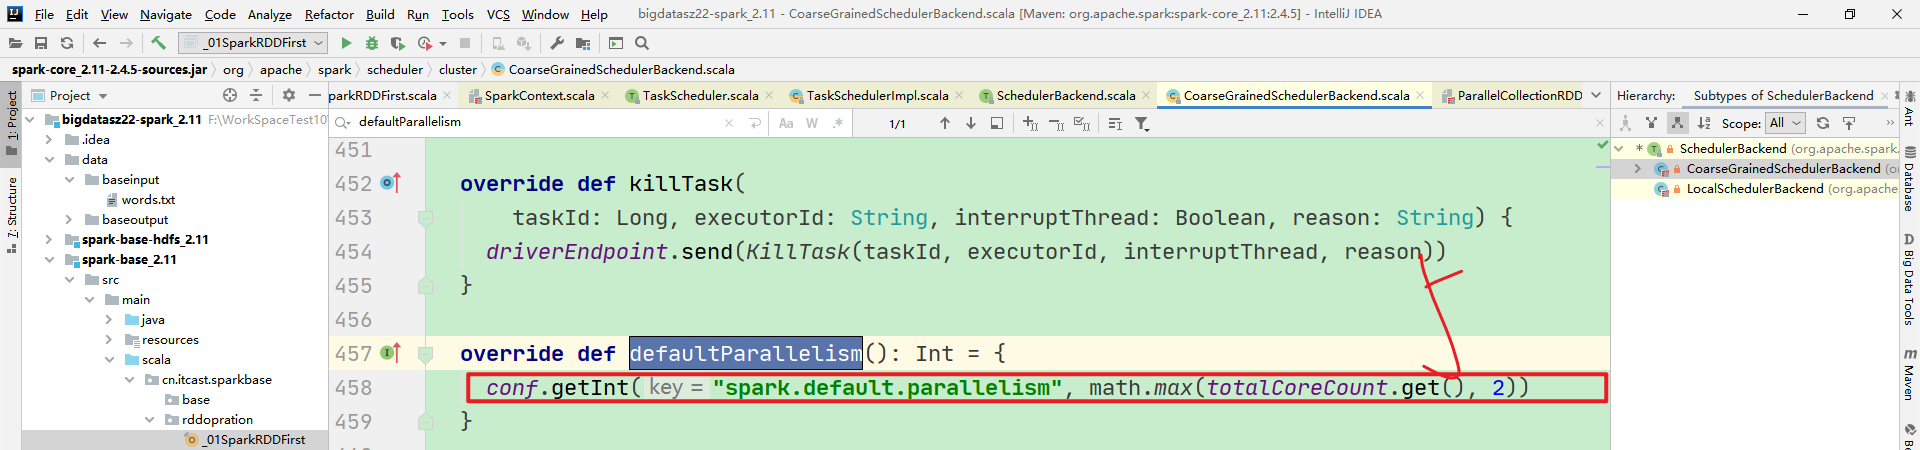 File Edit View Navigate Code Analyze Refactor Build Run Tools VCS Window Help bigdatasz22-spark_2.11 - CoarseGrainedSchedulerBackend.scala [Maven: org.apache.spark:spark-core_2.11:2.4.5] - IntelliJ IDEA
_01SparkRDDFirst
spark-core_2.11-2.4.5-sources.jar org apache spark scheduler cluster CoarseGrainedSchedulerBackend.scala
Project
parkRDDFirst.scala SparkContext.scala TaskScheduler.scala TaskSchedulerImpl.scala SchedulerBackend.scala CoarseGrainedSchedulerBackend.scala ParallelCollectionRDD
Hierarchy: Subtypes of SchedulerBackend
defaultParallelism Aa W .* 1/1
Scope: All
1: Project
7: Structure
bigdatasz22-spark_2.11 F:\WorkSpaceTest10
.idea
data
baseinput
words.txt
baseoutput
spark-base-hdfs_2.11
spark-base_2.11
src
main
java
resources
scala
cn.itcast.sparkbase
base
rddopration
_01SparkRDDFirst
451
452 override def killTask(
453 taskId: Long, executorId: String, interruptThread: Boolean, reason: String) {
454 driverEndpoint.send(KillTask(taskId, executorId, interruptThread, reason))
455 }
456
457 override def defaultParallelism(): Int = {
458 conf.getInt( key = "spark.default.parallelism", math.max(totalCoreCount.get(), 2))
459 }
* SchedulerBackend (org.apache.spark.
CoarseGrainedSchedulerBackend (o
LocalSchedulerBackend (org.apache
Ant
Database
Big Data Tools
Maven